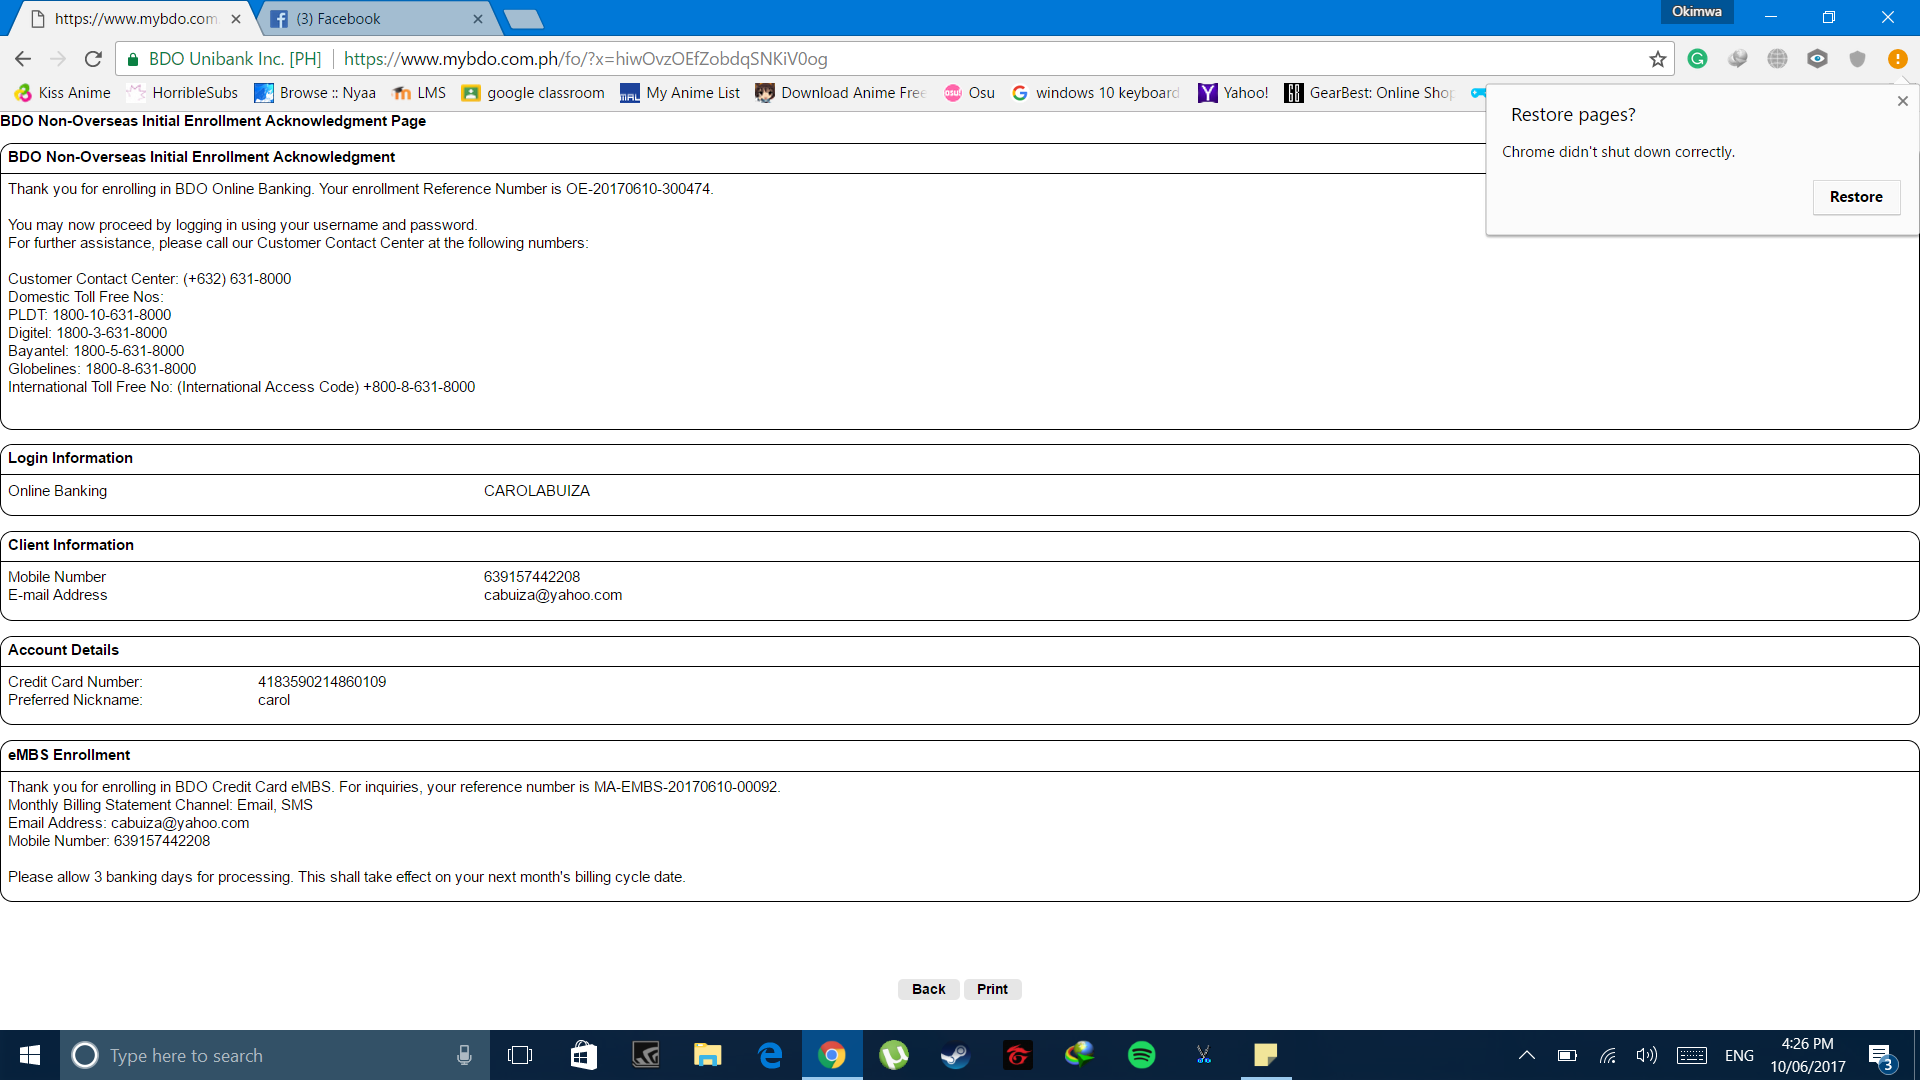 Okimwa
https://www.mybdo.com.
(3) Facebook
BDO Unibank Inc. [PH]
https://www.mybdo.com.ph/fo/?x=hiwOvzOEfZobdqSNKiV0og
Kiss Anime
HorribleSubs
Browse :: Nyaa
LMS
google classroom
My Anime List
Download Anime Free
Osu
windows 10 keyboard
Yahoo!
GearBest: Online Shop
Restore pages?
Chrome didn't shut down correctly.
Restore
BDO Non-Overseas Initial Enrollment Acknowledgment Page
BDO Non-Overseas Initial Enrollment Acknowledgment
Thank you for enrolling in BDO Online Banking. Your enrollment Reference Number is OE-20170610-300474.
You may now proceed by logging in using your username and password.
For further assistance, please call our Customer Contact Center at the following numbers:
Customer Contact Center: (+632) 631-8000
Domestic Toll Free Nos:
PLDT: 1800-10-631-8000
Digitel: 1800-3-631-8000
Bayantel: 1800-5-631-8000
Globelines: 1800-8-631-8000
International Toll Free No: (International Access Code) +800-8-631-8000
Login Information
Online Banking CAROLABUIZA
Client Information
Mobile Number 639157442208
E-mail Address cabuiza@yahoo.com
Account Details
Credit Card Number: 4183590214860109
Preferred Nickname: carol
eMBS Enrollment
Thank you for enrolling in BDO Credit Card eMBS. For inquiries, your reference number is MA-EMBS-20170610-00092.
Monthly Billing Statement Channel: Email, SMS
Email Address: cabuiza@yahoo.com
Mobile Number: 639157442208
Please allow 3 banking days for processing. This shall take effect on your next month's billing cycle date.
Back Print
Type here to search
ENG
4:26 PM
10/06/2017
3